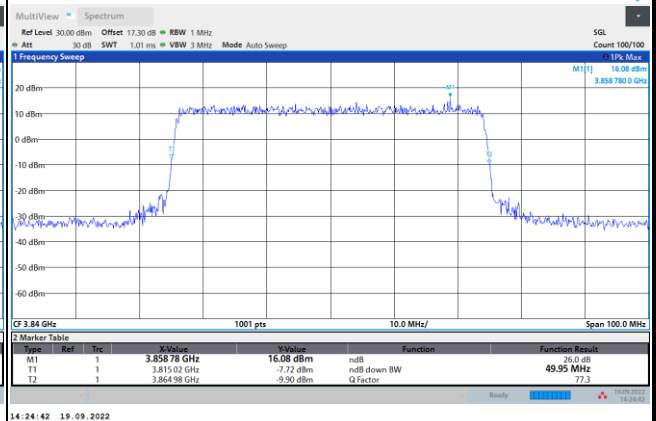 MultiView Spectrum
Ref Level 30.00 dBm Offset 17.30 dB RBW 1 MHz SGL
Att 30 dB SWT 1.01 ms VBW 3 MHz Mode Auto Sweep Count 100/100
1 Frequency Sweep 1Pk Max
M1[1] 16.08 dBm
3.858 780 0 GHz
M1
20 dBm
10 dBm
0 dBm
T1
T2
-10 dBm
-20 dBm
-30 dBm
-40 dBm
-50 dBm
-60 dBm
CF 3.84 GHz 1001 pts 10.0 MHz/ Span 100.0 MHz
2 Marker Table
Type Ref Trc X-Value Y-Value Function Function Result
M1 1 3.858 78 GHz 16.08 dBm ndB 26.0 dB
T1 1 3.815 02 GHz -7.72 dBm ndB down BW 49.95 MHz
T2 1 3.864 98 GHz -9.90 dBm Q Factor 77.3
Ready 19.09.2022
14:24:42
14:24:42 19.09.2022